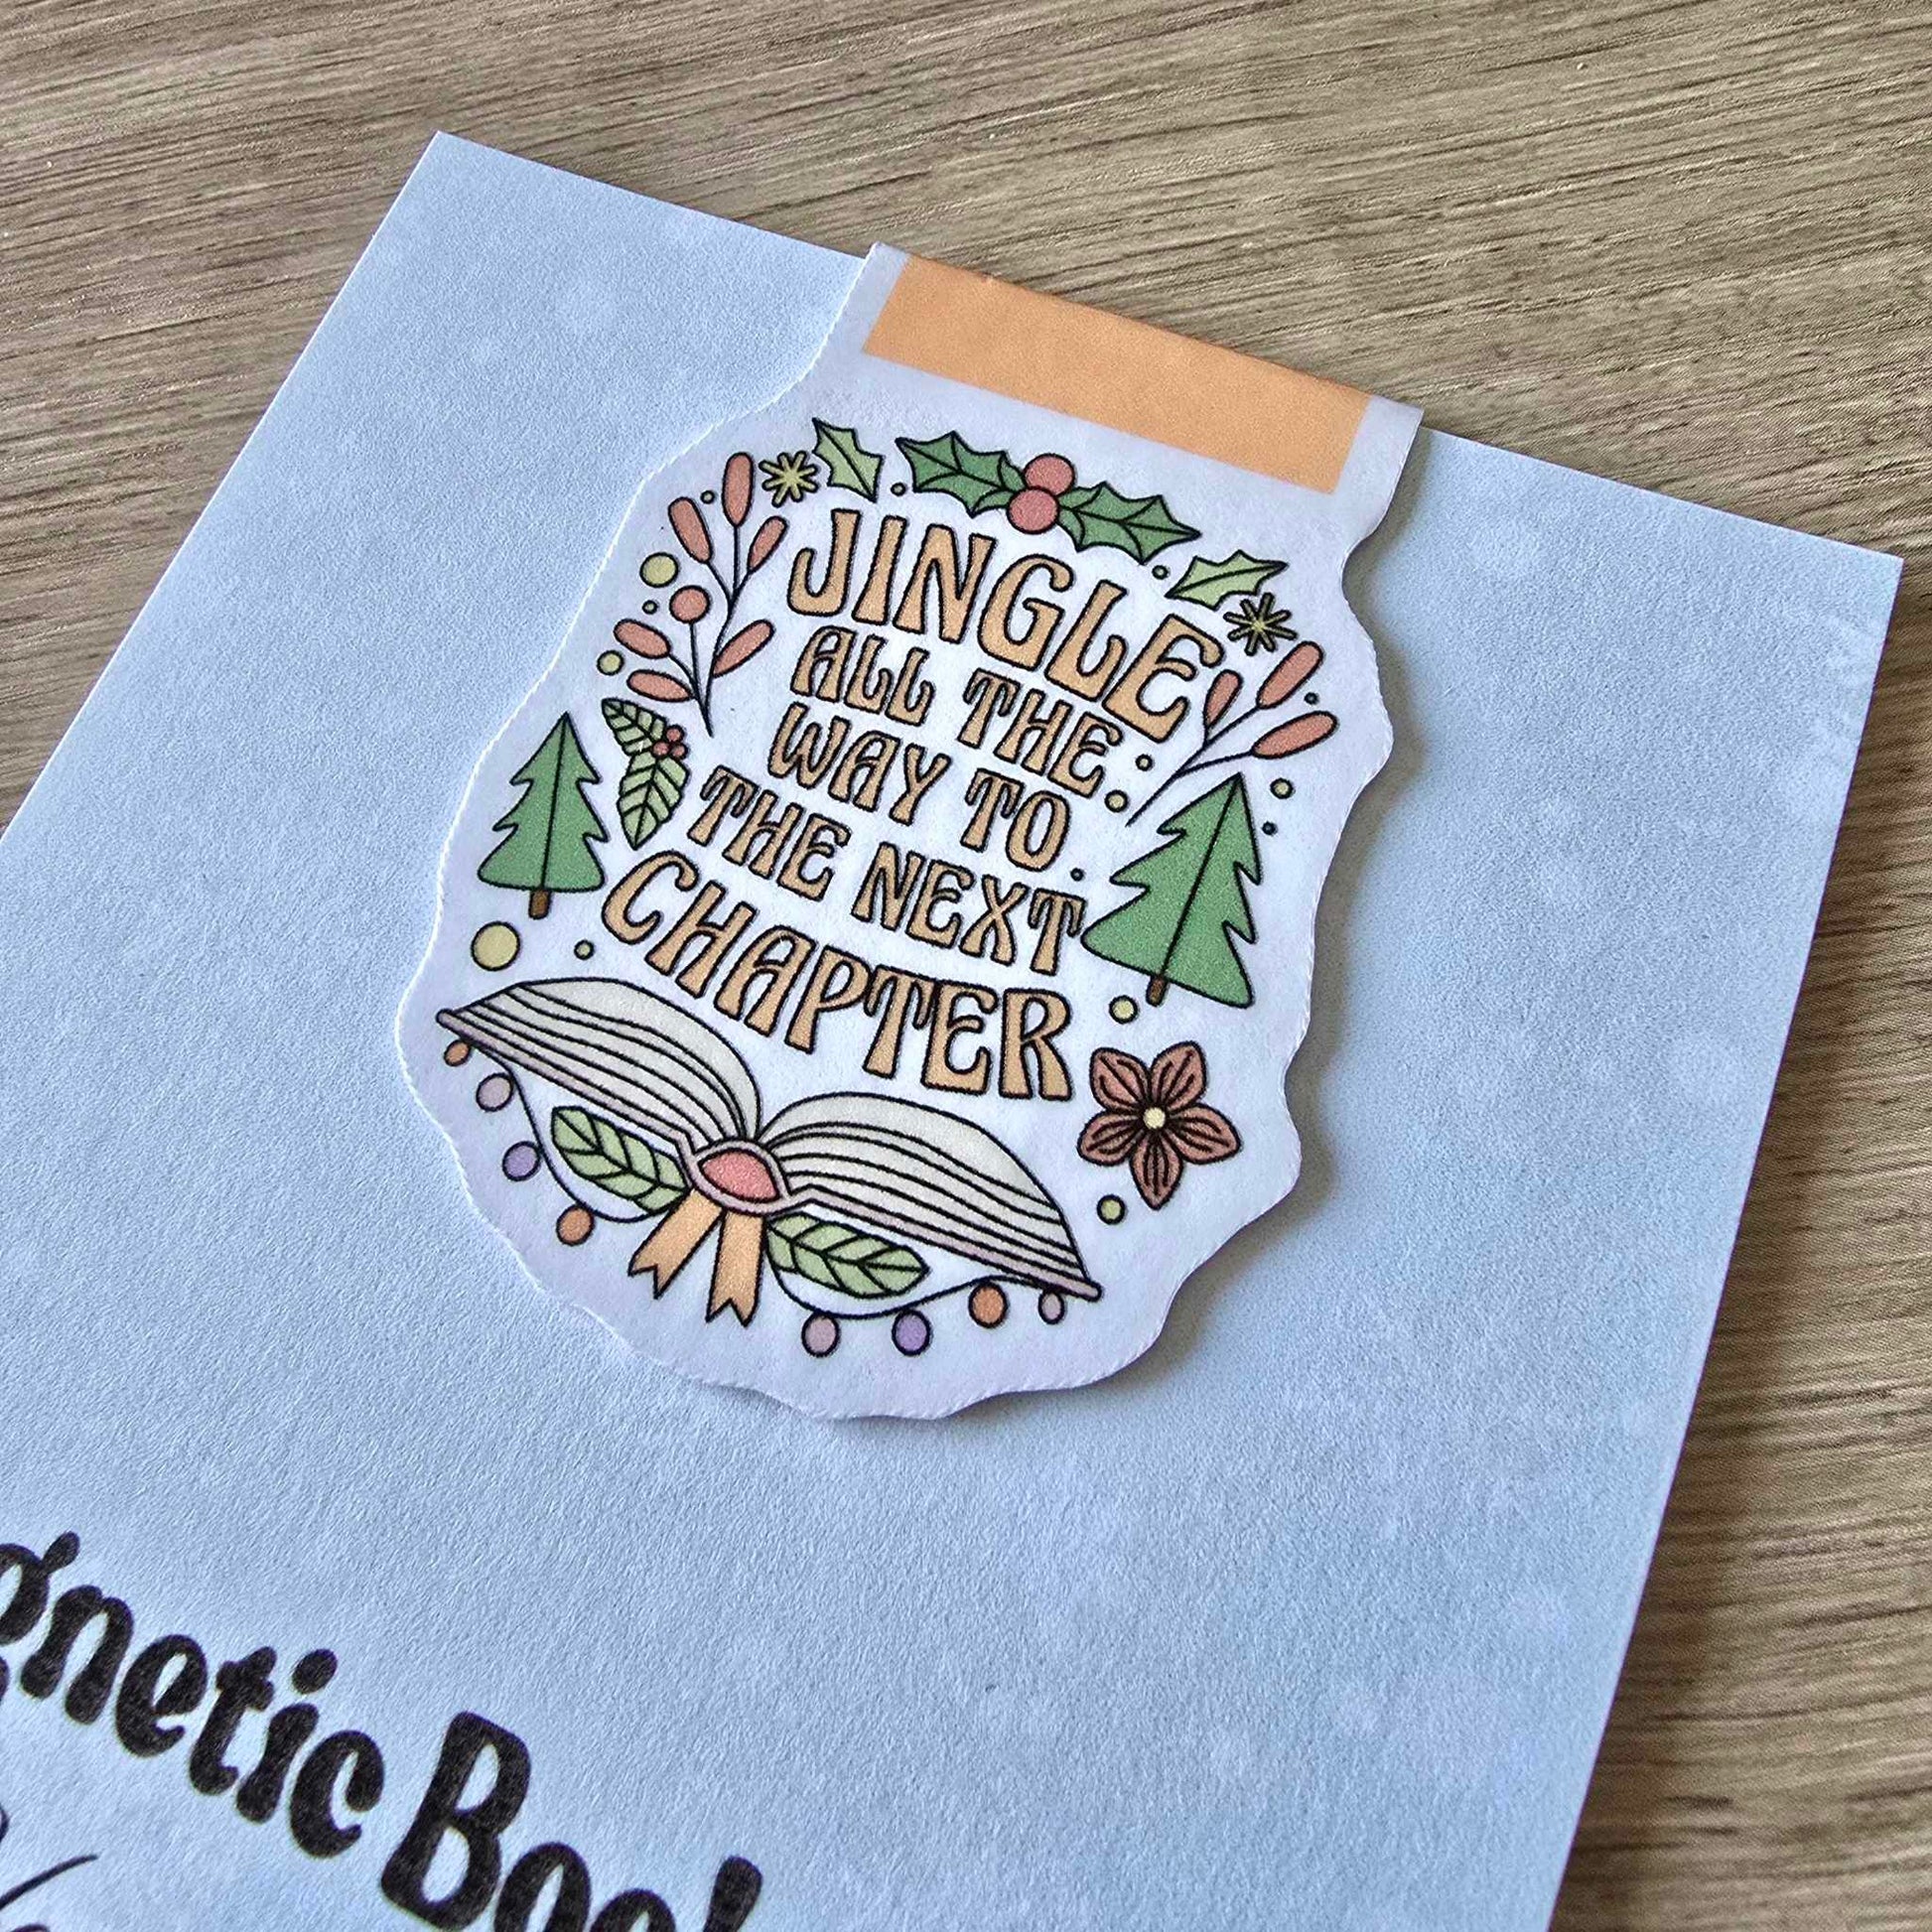 JINGLE
ALL THE
WAY TO
THE NEXT
CHAPTER